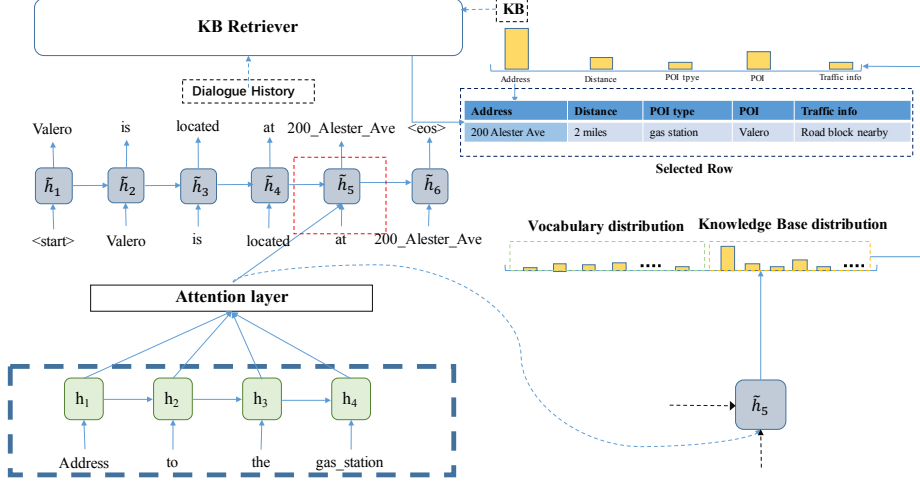 KB Retriever
KB
Address
Distance
POI tpye
POI
Traffic info
Dialogue History
Address Distance POI type POI Traffic info
200 Alester Ave 2 miles gas station Valero Road block nearby
Selected Row
Valero is located at 200_Alester_Ave <eos>
h̃1 h̃2 h̃3 h̃4 h̃5 h̃6
<start> Valero is located at 200_Alester_Ave
Vocabulary distribution
Knowledge Base distribution
....
....
Attention layer
h1 h2 h3 h4
Address to the gas_station
h̃5